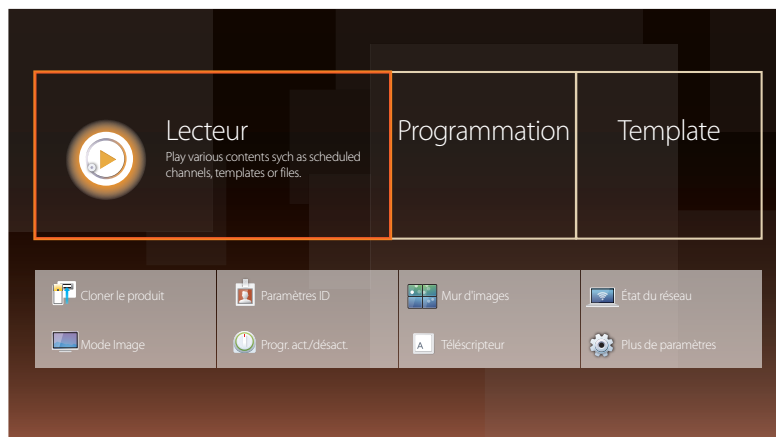 Lecteur
Play various contents sych as scheduled
channels, templates or files.
Programmation
Template
Cloner le produit
Paramètres ID
Mur d'images
État du réseau
Mode Image
Progr. act./désact.
A
Téléscripteur
Plus de paramètres